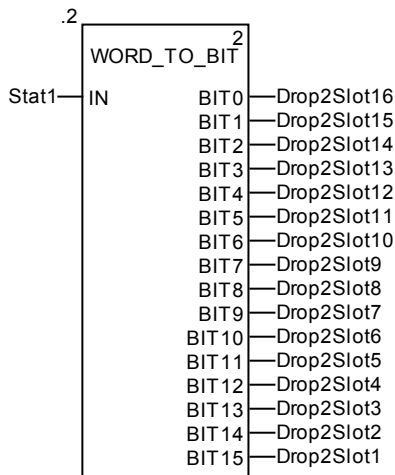 .2
2
WORD_TO_BIT
Stat1 IN BIT0 Drop2Slot16
BIT1 Drop2Slot15
BIT2 Drop2Slot14
BIT3 Drop2Slot13
BIT4 Drop2Slot12
BIT5 Drop2Slot11
BIT6 Drop2Slot10
BIT7 Drop2Slot9
BIT8 Drop2Slot8
BIT9 Drop2Slot7
BIT10 Drop2Slot6
BIT11 Drop2Slot5
BIT12 Drop2Slot4
BIT13 Drop2Slot3
BIT14 Drop2Slot2
BIT15 Drop2Slot1